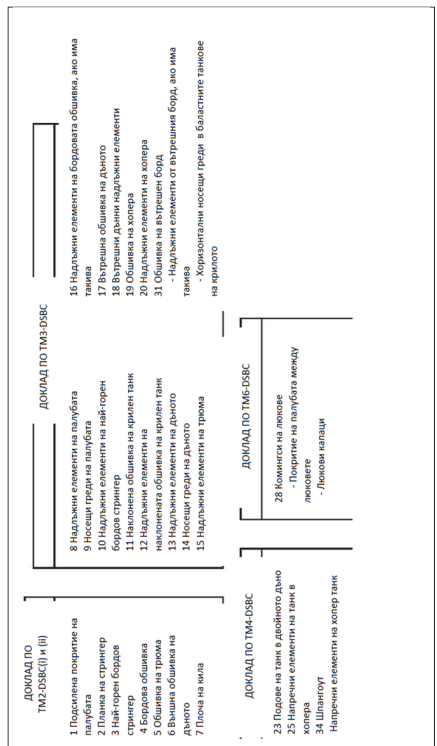 ДОКЛАД ПО
TM2-DSBC(i) и (ii)
1 Подсилена покритие на
палубата
2 Планка на стрингер
3 Най-горен бордов
стрингер
4 Бордова обшивка
5 Обшивка на трюма
6 Външна обшивка на
дъното
7 Плоча на кила
ДОКЛАД ПО TM3-DSBC
8 Надлъжни елементи на палубата
9 Носещи греди на палубата
10 Надлъжни елементи на най-горен
бордов стрингер
11 Наклонена обшивка на крилен танк
12 Надлъжни елементи на
наклонената обшивка на крилен танк
13 Надлъжни елементи на дъното
14 Носещи греди на дъното
15 Надлъжни елементи на трюма
16 Надлъжни елементи на бордовата обшивка, ако има
такива
17 Вътрешна обшивка на дъното
18 Вътрешни дънни надлъжни елементи
19 Обшивка на хопера
20 Надлъжни елементи на хопера
31 Обшивка на вътрешен борд
- Надлъжни елементи от вътрешния борд, ако има
такива
- Хоризонтални носещи греди в баластните танкове
на крилото
ДОКЛАД ПО TM4-DSBC
23 Подове на танк в двойното дъно
25 Напречни елементи на танк в
хопера
34 Шпангоут
Напречни елементи на хопер танк
ДОКЛАД ПО TM6-DSBC
28 Комингси на люкове
- Покритие на палубата между
люковете
- Люкови капаци